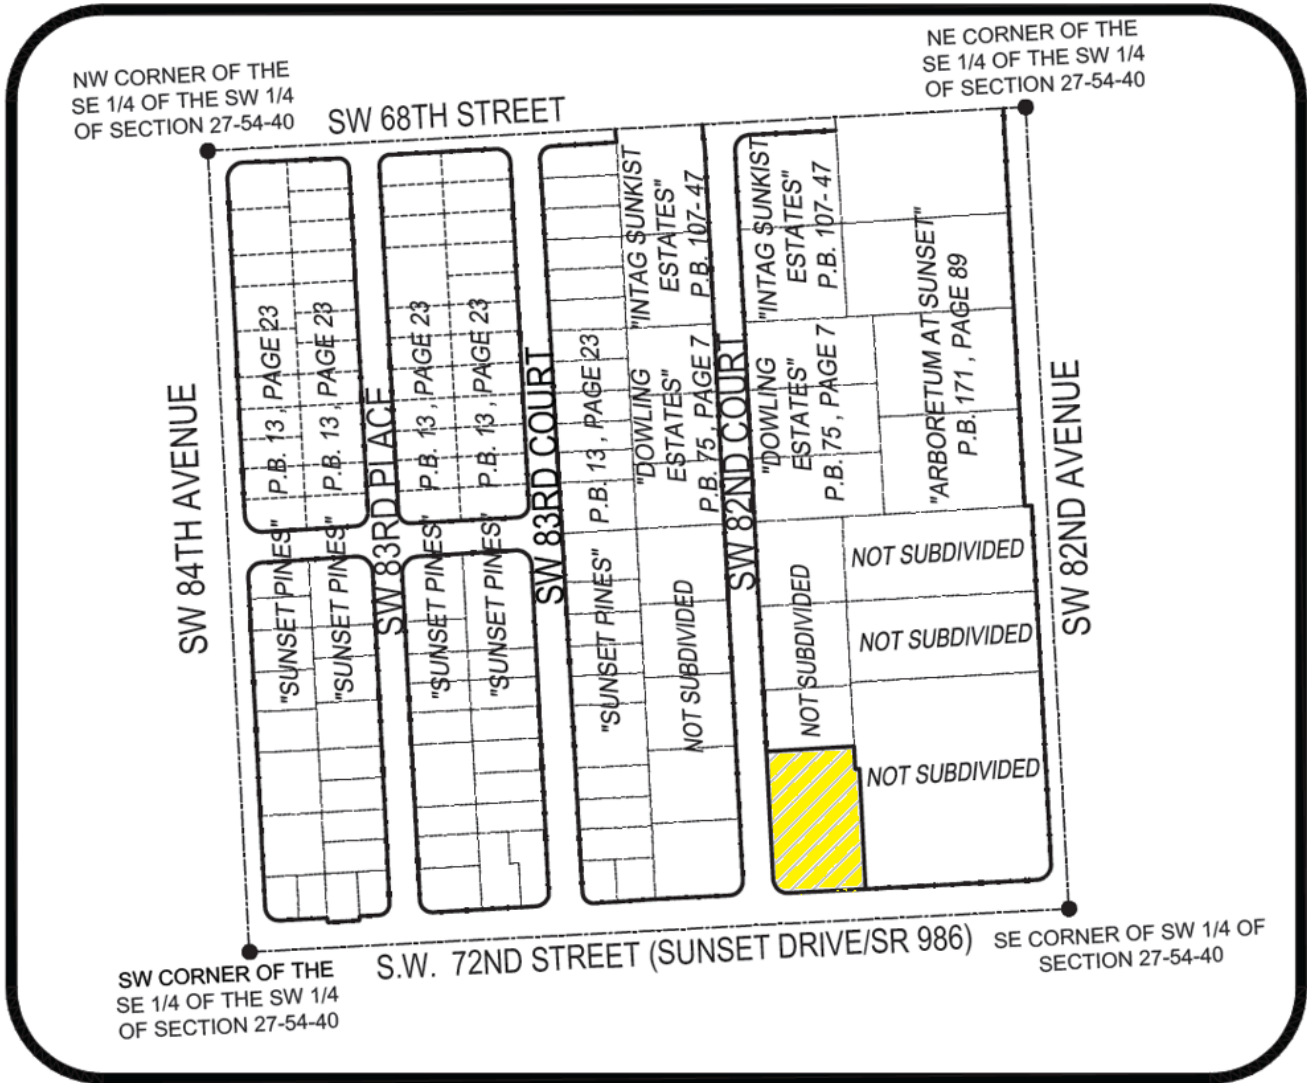 NW CORNER OF THE
SE 1/4 OF THE SW 1/4
OF SECTION 27-54-40
SW 68TH STREET
NE CORNER OF THE
SE 1/4 OF THE SW 1/4
OF SECTION 27-54-40
SW 84TH AVENUE
"SUNSET PINES" P.B. 13 , PAGE 23
"SUNSET PINES" P.B. 13 , PAGE 23
SW 83RD PLACE
"SUNSET PINES" P.B. 13 , PAGE 23
"SUNSET PINES" P.B. 13 , PAGE 23
SW 83RD COURT
"SUNSET PINES" P.B. 13 , PAGE 23
"INTAG SUNKIST
ESTATES"
P.B. 107- 47
"DOWLING
ESTATES"
P.B. 75 , PAGE 7
NOT SUBDIVIDED
SW 82ND COURT
"INTAG SUNKIST
ESTATES"
P.B. 107- 47
"DOWLING
ESTATES"
P.B. 75 , PAGE 7
NOT SUBDIVIDED
"ARBORETUM AT SUNSET"
P.B. 171 , PAGE 89
NOT SUBDIVIDED
NOT SUBDIVIDED
NOT SUBDIVIDED
SW 82ND AVENUE
SW CORNER OF THE
SE 1/4 OF THE SW 1/4
OF SECTION 27-54-40
S.W. 72ND STREET (SUNSET DRIVE/SR 986)
SE CORNER OF SW 1/4 OF
SECTION 27-54-40